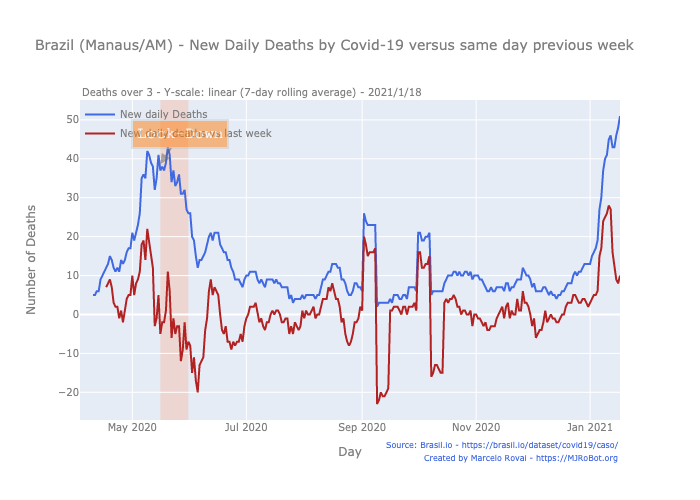 Brazil (Manaus/AM) - New Daily Deaths by Covid-19 versus same day previous week
Deaths over 3 - Y-scale: linear (7-day rolling average) - 2021/1/18
New daily Deaths
New last week
Lock Down
50
40
30
20
10
0
−10
−20
Number of Deaths
May 2020
Jul 2020
Sep 2020
Nov 2020
Jan 2021
Day
Source: Brasil.io - https://brasil.io/dataset/covid19/caso/
Created by Marcelo Rovai - https://MJRoBot.org